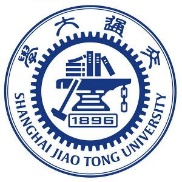 交通大學
1896
SHANGHAI JIAO TONG UNIVERSITY